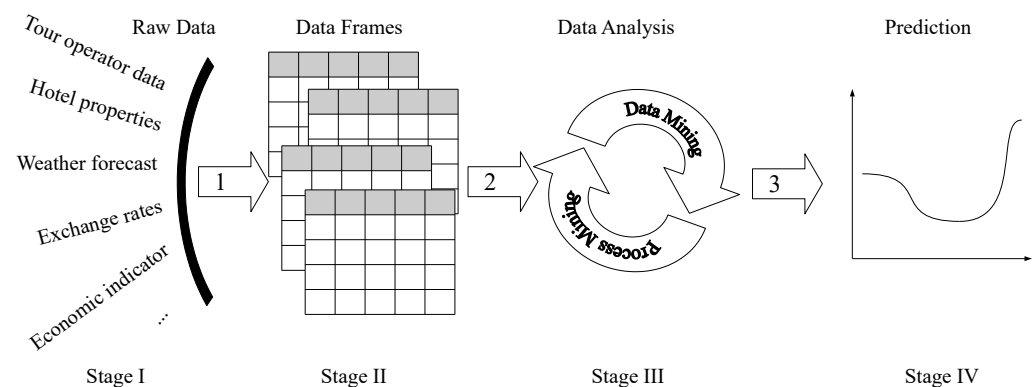 Raw Data
Data Frames
Data Analysis
Prediction
Tour operator data
Hotel properties
Weather forecast
Exchange rates
Economic indicator
...
1
2
Data Mining
Process Mining
3
Stage I
Stage II
Stage III
Stage IV